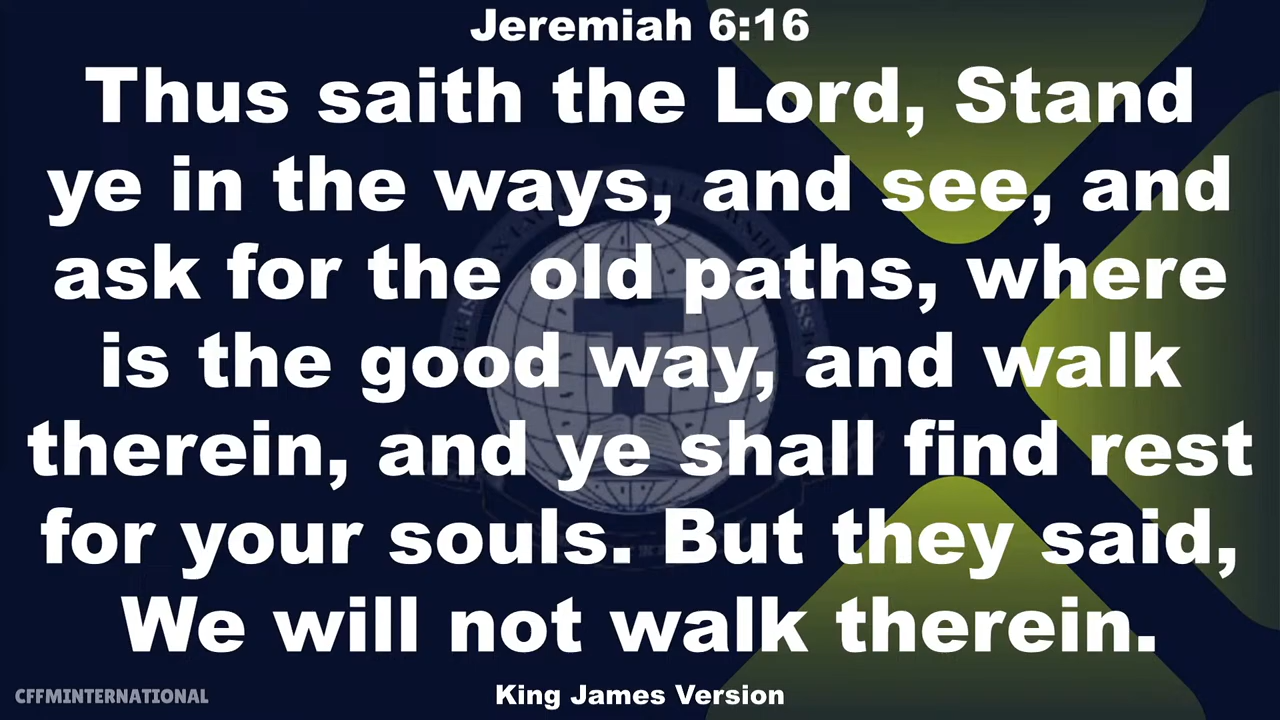 Jeremiah 6:16
Thus saith the Lord, Stand
ye in the ways, and see, and
ask for the old paths, where
is the good way, and walk
therein, and ye shall find rest
for your souls. But they said,
We will not walk therein.
CFFMINTERNATIONAL
King James Version